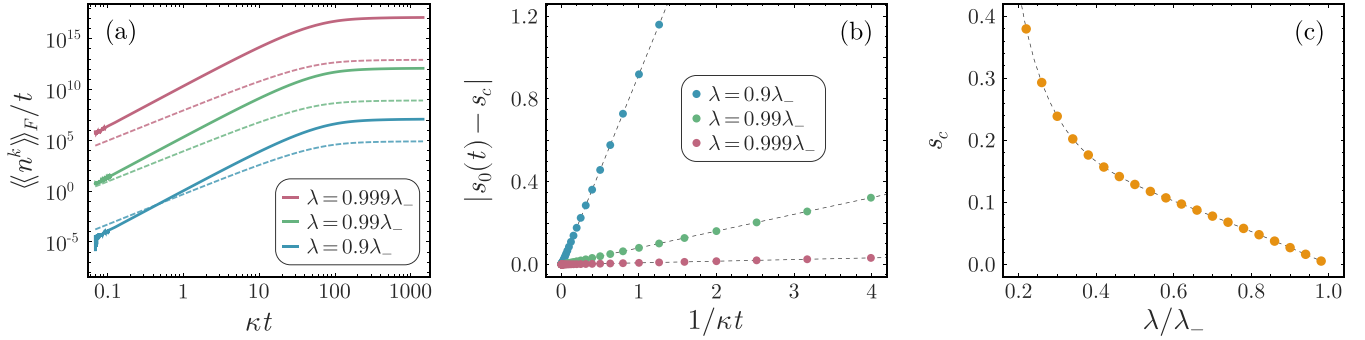 (a)
⟨⟨n^k⟩⟩_F / t
10^15
10^10
10^5
10^0
10^-5
λ = 0.999λ_−
λ = 0.99λ_−
λ = 0.9λ_−
0.1 1 10 100 1000
κt
(b)
|s_0(t) − s_c|
1.2
0.8
0.4
0.0
λ = 0.9λ_−
λ = 0.99λ_−
λ = 0.999λ_−
0 1 2 3 4
1/κt
(c)
s_c
0.4
0.3
0.2
0.1
0.0
0.2 0.4 0.6 0.8 1.0
λ/λ_−